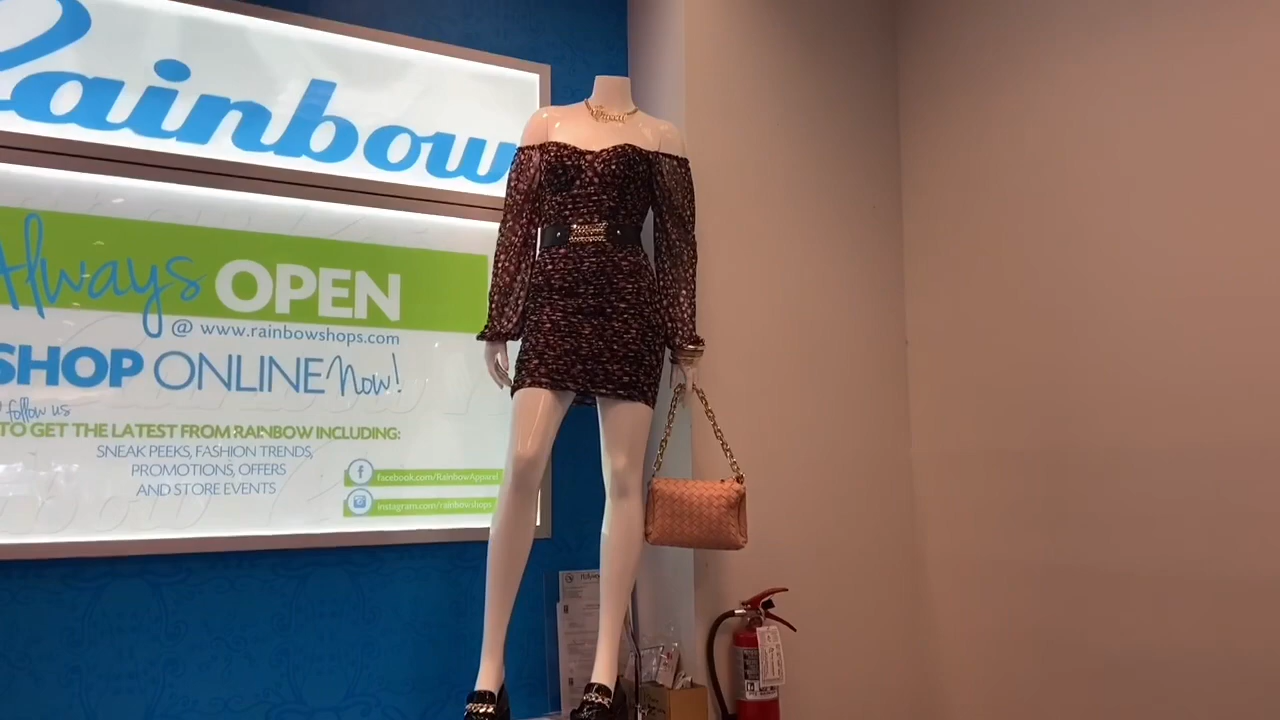 Rainbow
Always OPEN
@ www.rainbowshops.com
SHOP ONLINE Now!
follow us
TO GET THE LATEST FROM RAINBOW INCLUDING:
SNEAK PEEKS, FASHION TRENDS,
PROMOTIONS, OFFERS
AND STORE EVENTS
facebook.com/RainbowApparel
instagram.com/rainbowshops